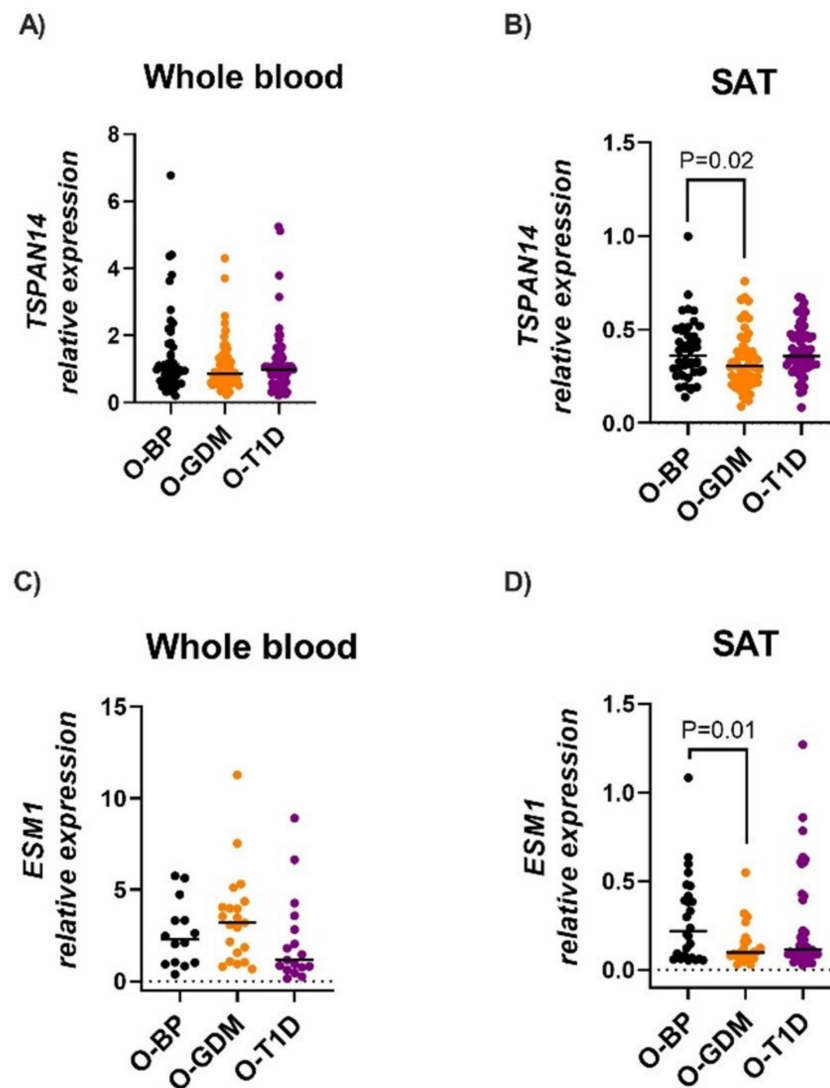 A)
Whole blood
TSPAN14
relative expression
8
6
4
2
0
O-BP
O-GDM
O-T1D
B)
SAT
TSPAN14
relative expression
1.5
1.0
0.5
0.0
P=0.02
O-BP
O-GDM
O-T1D
C)
Whole blood
ESM1
relative expression
15
10
5
0
O-BP
O-GDM
O-T1D
D)
SAT
ESM1
relative expression
1.5
1.0
0.5
0.0
P=0.01
O-BP
O-GDM
O-T1D